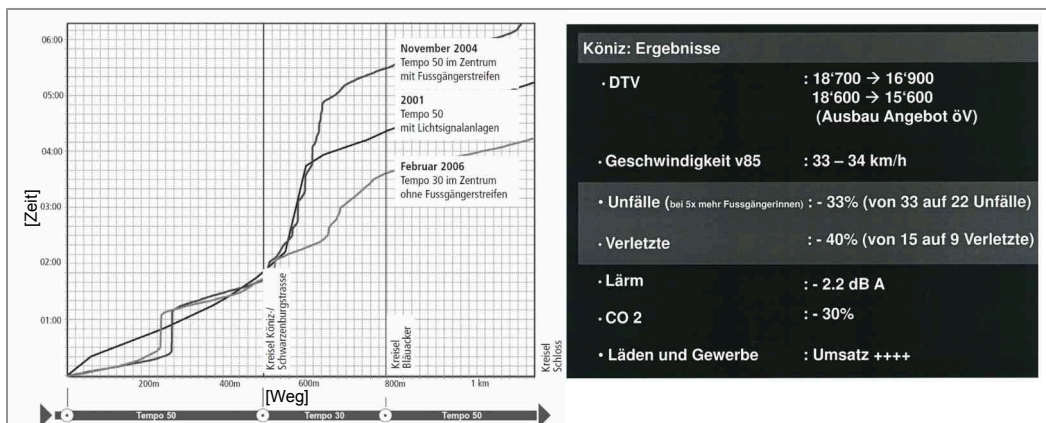 06:00
05:00
04:00
03:00
02:00
01:00
[Zeit]
November 2004
Tempo 50 im Zentrum
mit Fussgängerstreifen
2001
Tempo 50
mit Lichtsignalanlagen
Februar 2006
Tempo 30 im Zentrum
ohne Fussgängerstreifen
Kreisel Köniz-/
Schwarzenburgstrasse
Kreisel
Bläuacker
Kreisel
Schloss
200m
400m
600m
800m
1 km
[Weg]
Tempo 50
Tempo 30
Tempo 50
Köniz: Ergebnisse
· DTV : 18'700 → 16'900
18'600 → 15'600
(Ausbau Angebot öV)
· Geschwindigkeit v85 : 33 – 34 km/h
• Unfälle (bei 5x mehr Fussgängerinnen) : - 33% (von 33 auf 22 Unfälle)
• Verletzte : - 40% (von 15 auf 9 Verletzte)
• Lärm : - 2.2 dB A
· CO 2 : - 30%
• Läden und Gewerbe : Umsatz ++++